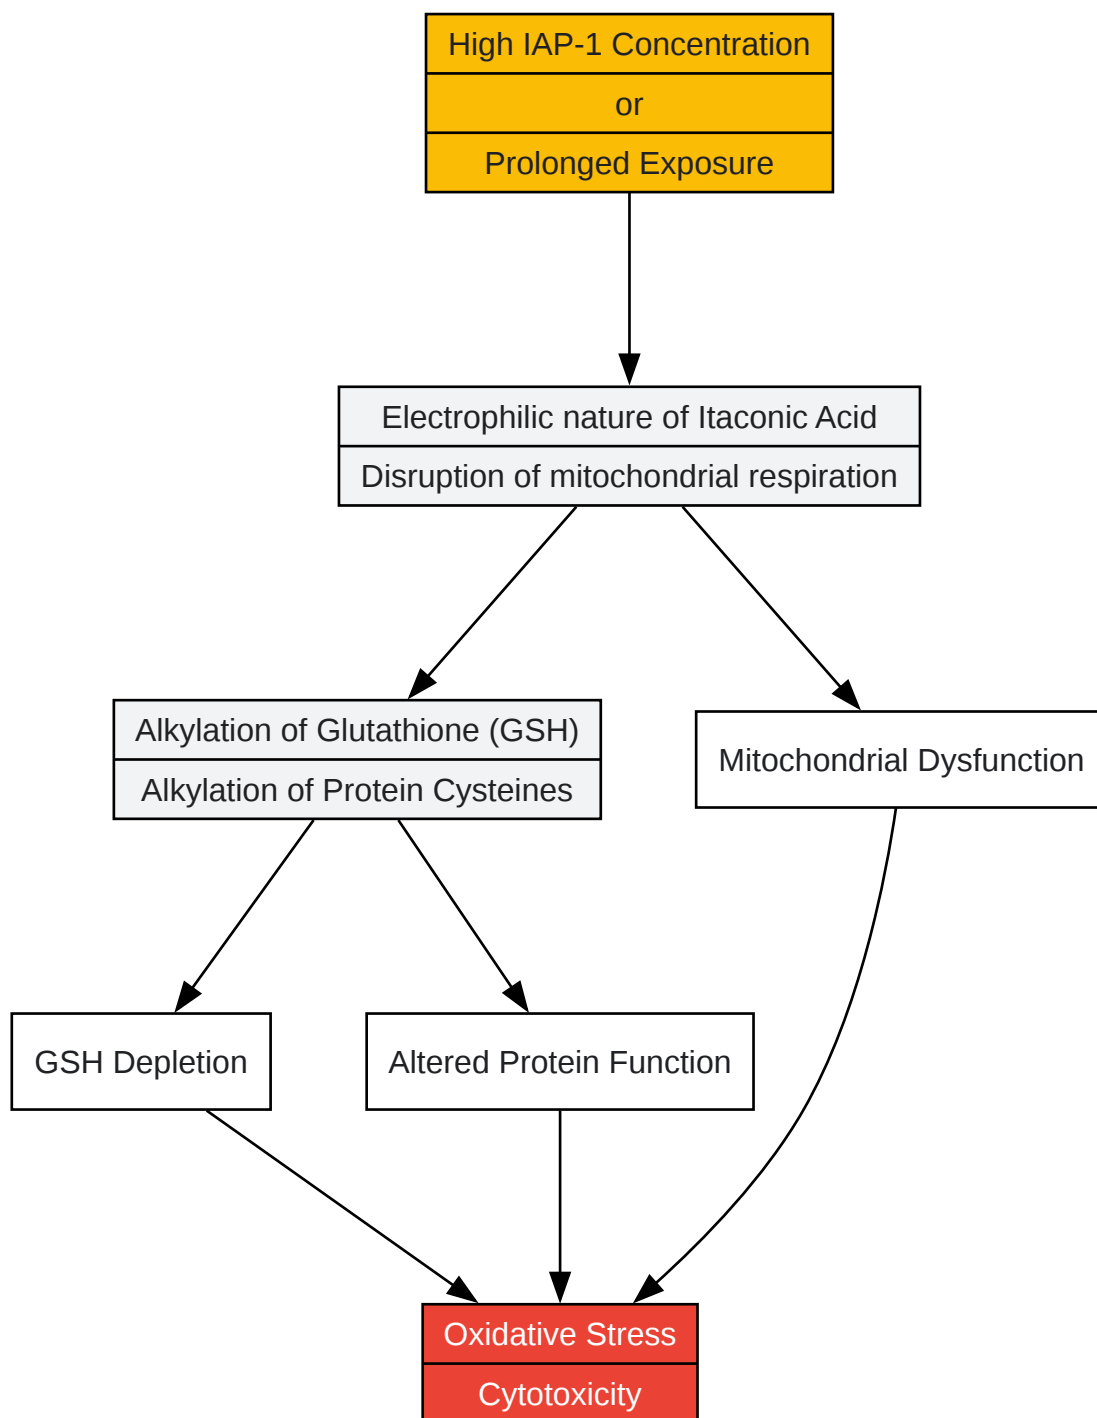 High IAP-1 Concentration
or
Prolonged Exposure
Electrophilic nature of Itaconic Acid
Disruption of mitochondrial respiration
Alkylation of Glutathione (GSH)
Alkylation of Protein Cysteines
Mitochondrial Dysfunction
GSH Depletion
Altered Protein Function
Oxidative Stress
Cytotoxicity